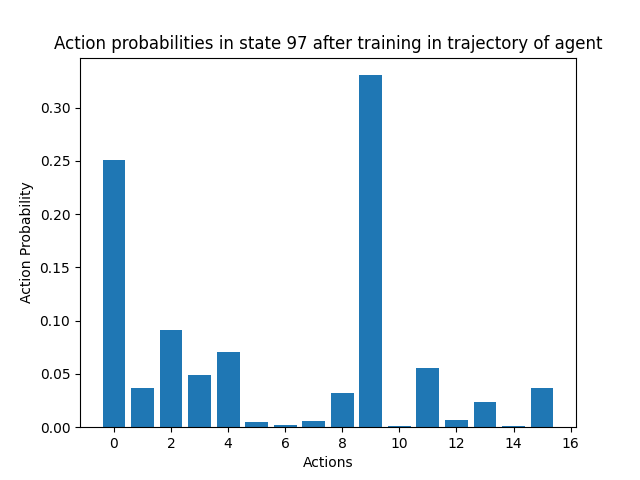 Action probabilities in state 97 after training in trajectory of agent
0.30
0.25
0.20
0.15
0.10
0.05
0.00
Action Probability
0 2 4 6 8 10 12 14 16
Actions